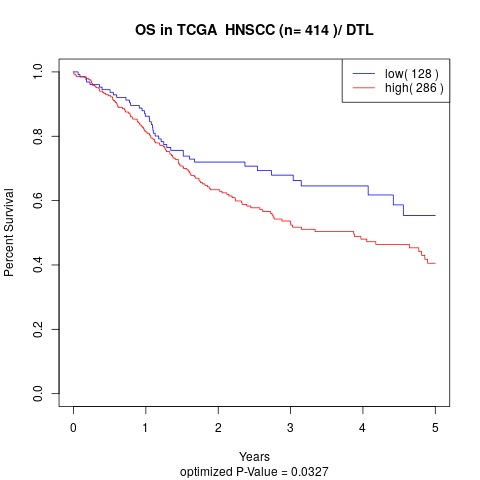 OS in TCGA  HNSCC (n= 414 )/ DTL
low( 128 )
high( 286 )
Percent Survival
1.0
0.8
0.6
0.4
0.2
0.0
0 1 2 3 4 5
Years
optimized P-Value = 0.0327